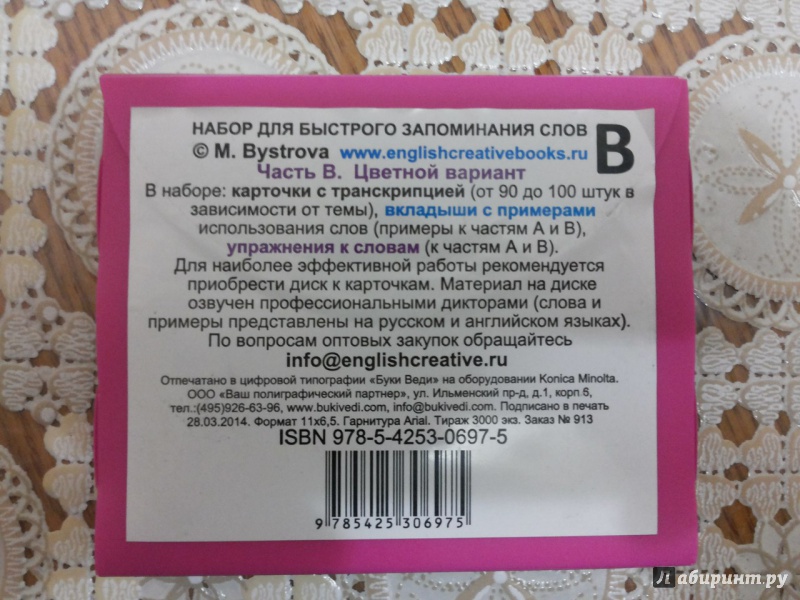 НАБОР ДЛЯ БЫСТРОГО ЗАПОМИНАНИЯ СЛОВ
© M. Bystrova www.englishcreativebooks.ru B
Часть B. Цветной вариант
В наборе: карточки с транскрипцией (от 90 до 100 штук в
зависимости от темы), вкладыши с примерами
использования слов (примеры к частям А и В),
упражнения к словам (к частям А и В).
Для наиболее эффективной работы рекомендуется
приобрести диск к карточкам. Материал на диске
озвучен профессиональными дикторами (слова и
примеры представлены на русском и английском языках).
По вопросам оптовых закупок обращайтесь
info@englishcreative.ru
Отпечатано в цифровой типографии «Буки Веди» на оборудовании Konica Minolta.
ООО «Ваш полиграфический партнер», ул. Ильменский пр-д, д.1, корп 6,
тел.:(495)926-63-96, www.bukivedi.com, info@bukivedi.com. Подписано в печать
28.03.2014. Формат 11х6,5. Гарнитура Arial. Тираж 3000 экз. Заказ № 913
ISBN 978-5-4253-0697-5
9 785425 306975
Лабиринт.ру